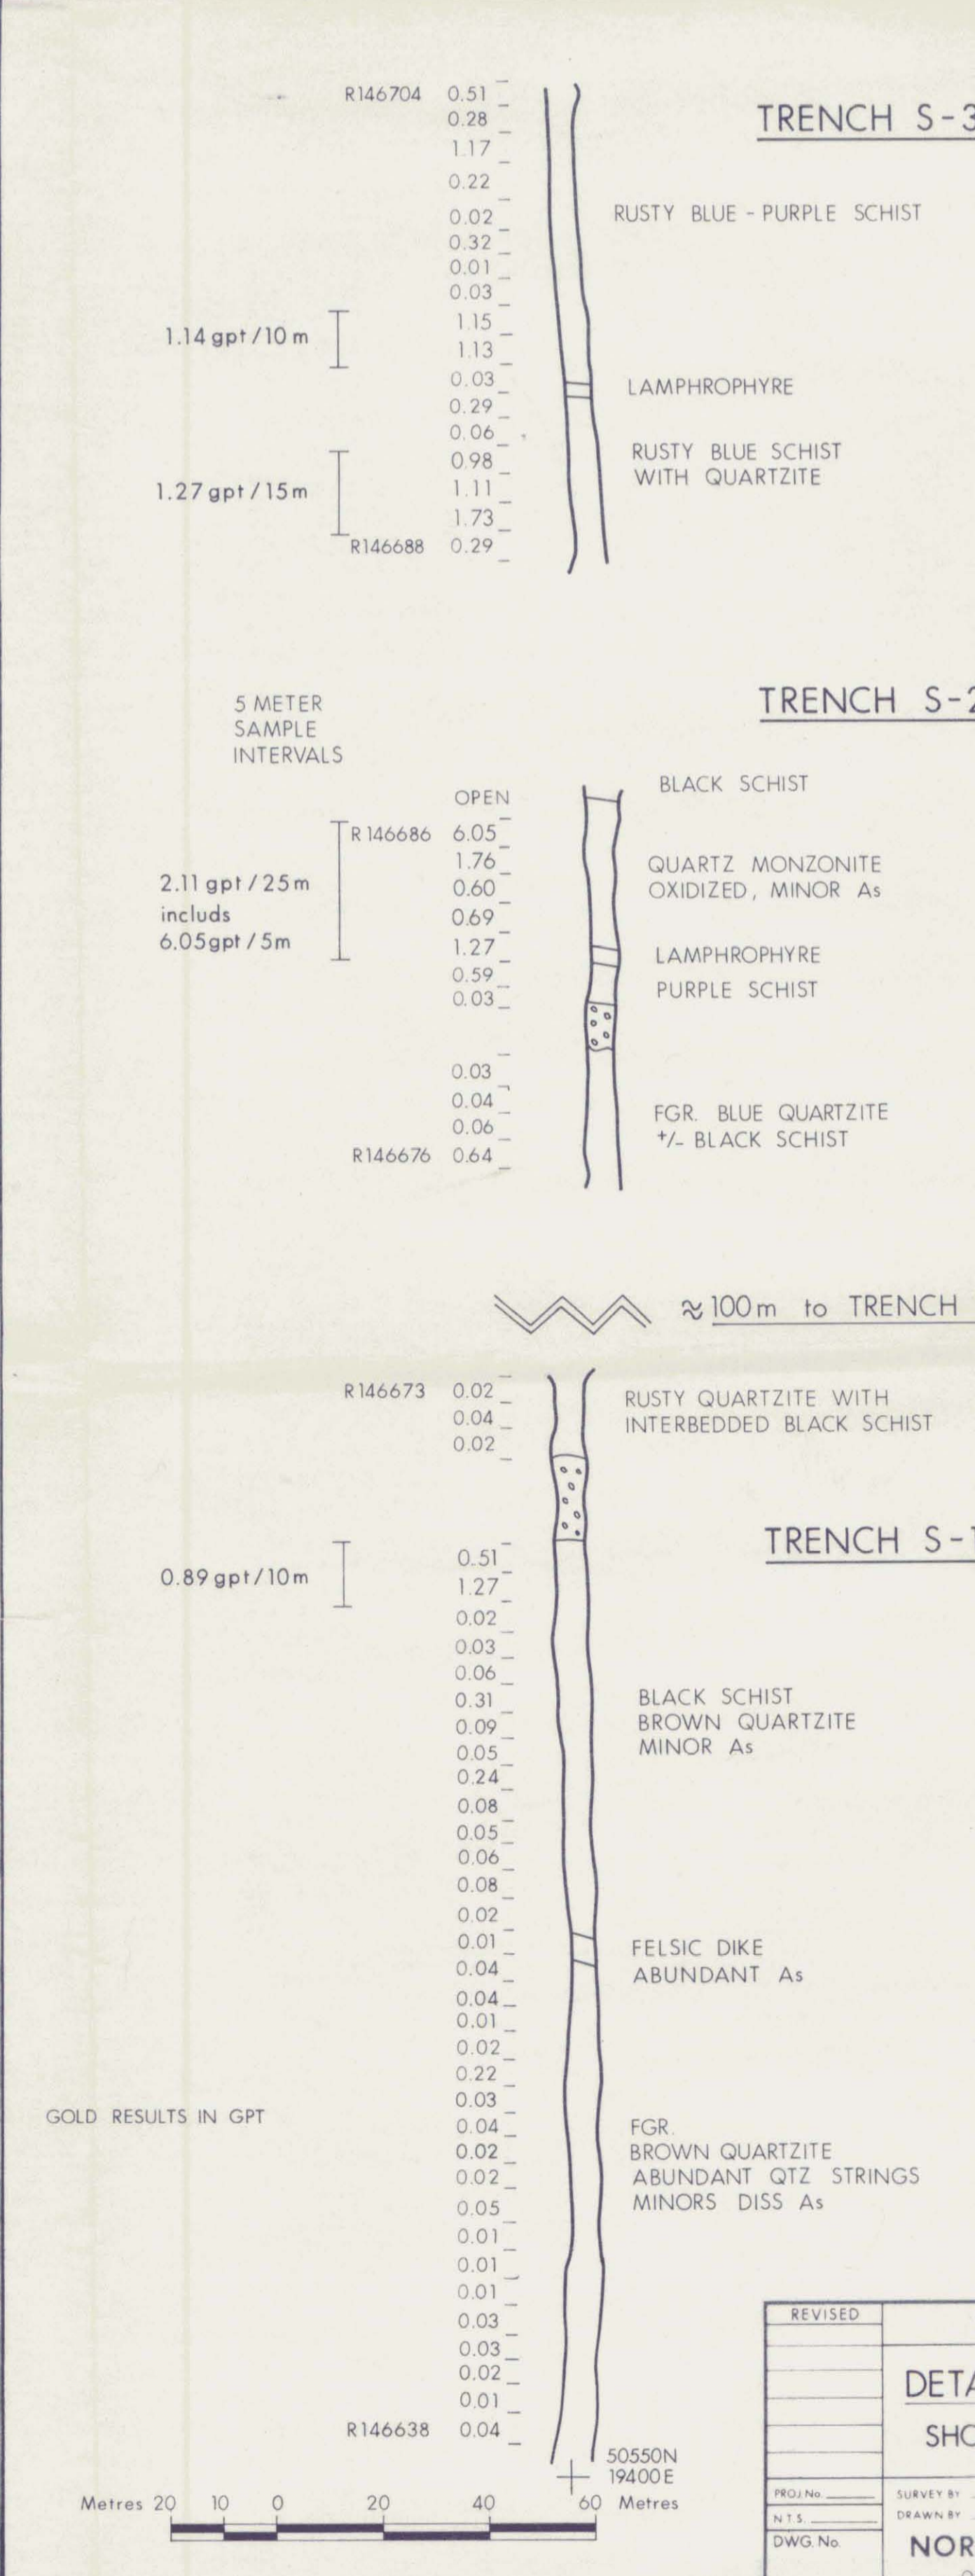 TRENCH S-3
R146704 0.51
0.28
1.17
0.22
0.02
0.32
0.01
0.03
1.15
1.13
0.03
0.29
0.06
0.98
1.11
1.73
R146688 0.29
1.14 gpt/10 m
1.27 gpt/15m
RUSTY BLUE - PURPLE SCHIST
LAMPHROPHYRE
RUSTY BLUE SCHIST
WITH QUARTZITE
5 METER
SAMPLE
INTERVALS
TRENCH S-2
OPEN
R146686 6.05
1.76
0.60
0.69
1.27
0.59
0.03
0.03
0.04
0.06
R146676 0.64
2.11 gpt/25m
includs
6.05gpt/5m
BLACK SCHIST
QUARTZ MONZONITE
OXIDIZED, MINOR As
LAMPHROPHYRE
PURPLE SCHIST
FGR. BLUE QUARTZITE
+/- BLACK SCHIST
≈100m to TRENCH
R146673 0.02
0.04
0.02
RUSTY QUARTZITE WITH
INTERBEDDED BLACK SCHIST
TRENCH S-1
0.89 gpt/10m
0.51
1.27
0.02
0.03
0.06
0.31
0.09
0.05
0.24
0.08
0.05
0.06
0.08
0.02
0.01
0.04
0.04
0.01
0.02
0.22
0.03
0.04
0.02
0.02
0.05
0.01
0.01
0.01
0.03
0.03
0.02
0.01
R146638 0.04
BLACK SCHIST
BROWN QUARTZITE
MINOR As
FELSIC DIKE
ABUNDANT As
GOLD RESULTS IN GPT
FGR.
BROWN QUARTZITE
ABUNDANT QTZ STRINGS
MINORS DISS As
50550N
19400E
Metres 20 10 0 20 40 60 Metres
REVISED
DETA
SHO
PROJ. No.
SURVEY BY
N.T.S.
DRAWN BY
DWG. No.
NOR